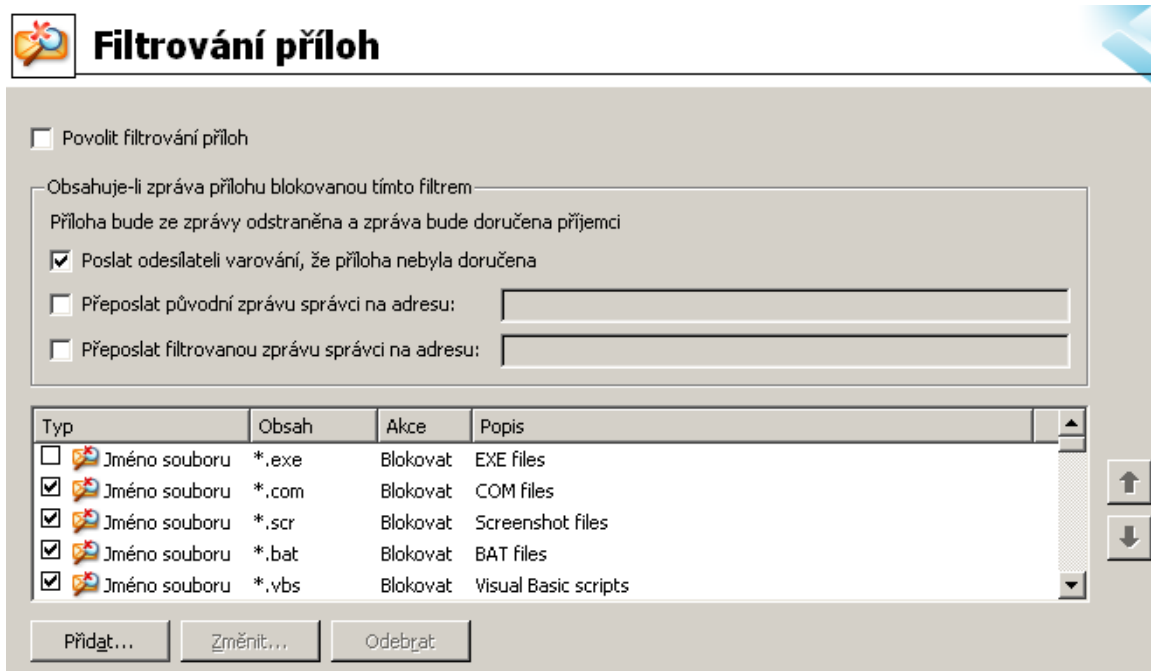 Filtrování příloh
Povolit filtrování příloh
Obsahuje-li zpráva přílohu blokovanou tímto filtrem
Příloha bude ze zprávy odstraněna a zpráva bude doručena příjemci
Poslat odesílateli varování, že příloha nebyla doručena
Přeposlat původní zprávu správci na adresu:
Přeposlat filtrovanou zprávu správci na adresu:
Typ Obsah Akce Popis
Jméno souboru *.exe Blokovat EXE files
Jméno souboru *.com Blokovat COM files
Jméno souboru *.scr Blokovat Screenshot files
Jméno souboru *.bat Blokovat BAT files
Jméno souboru *.vbs Blokovat Visual Basic scripts
Přidat... Změnit... Odebrat